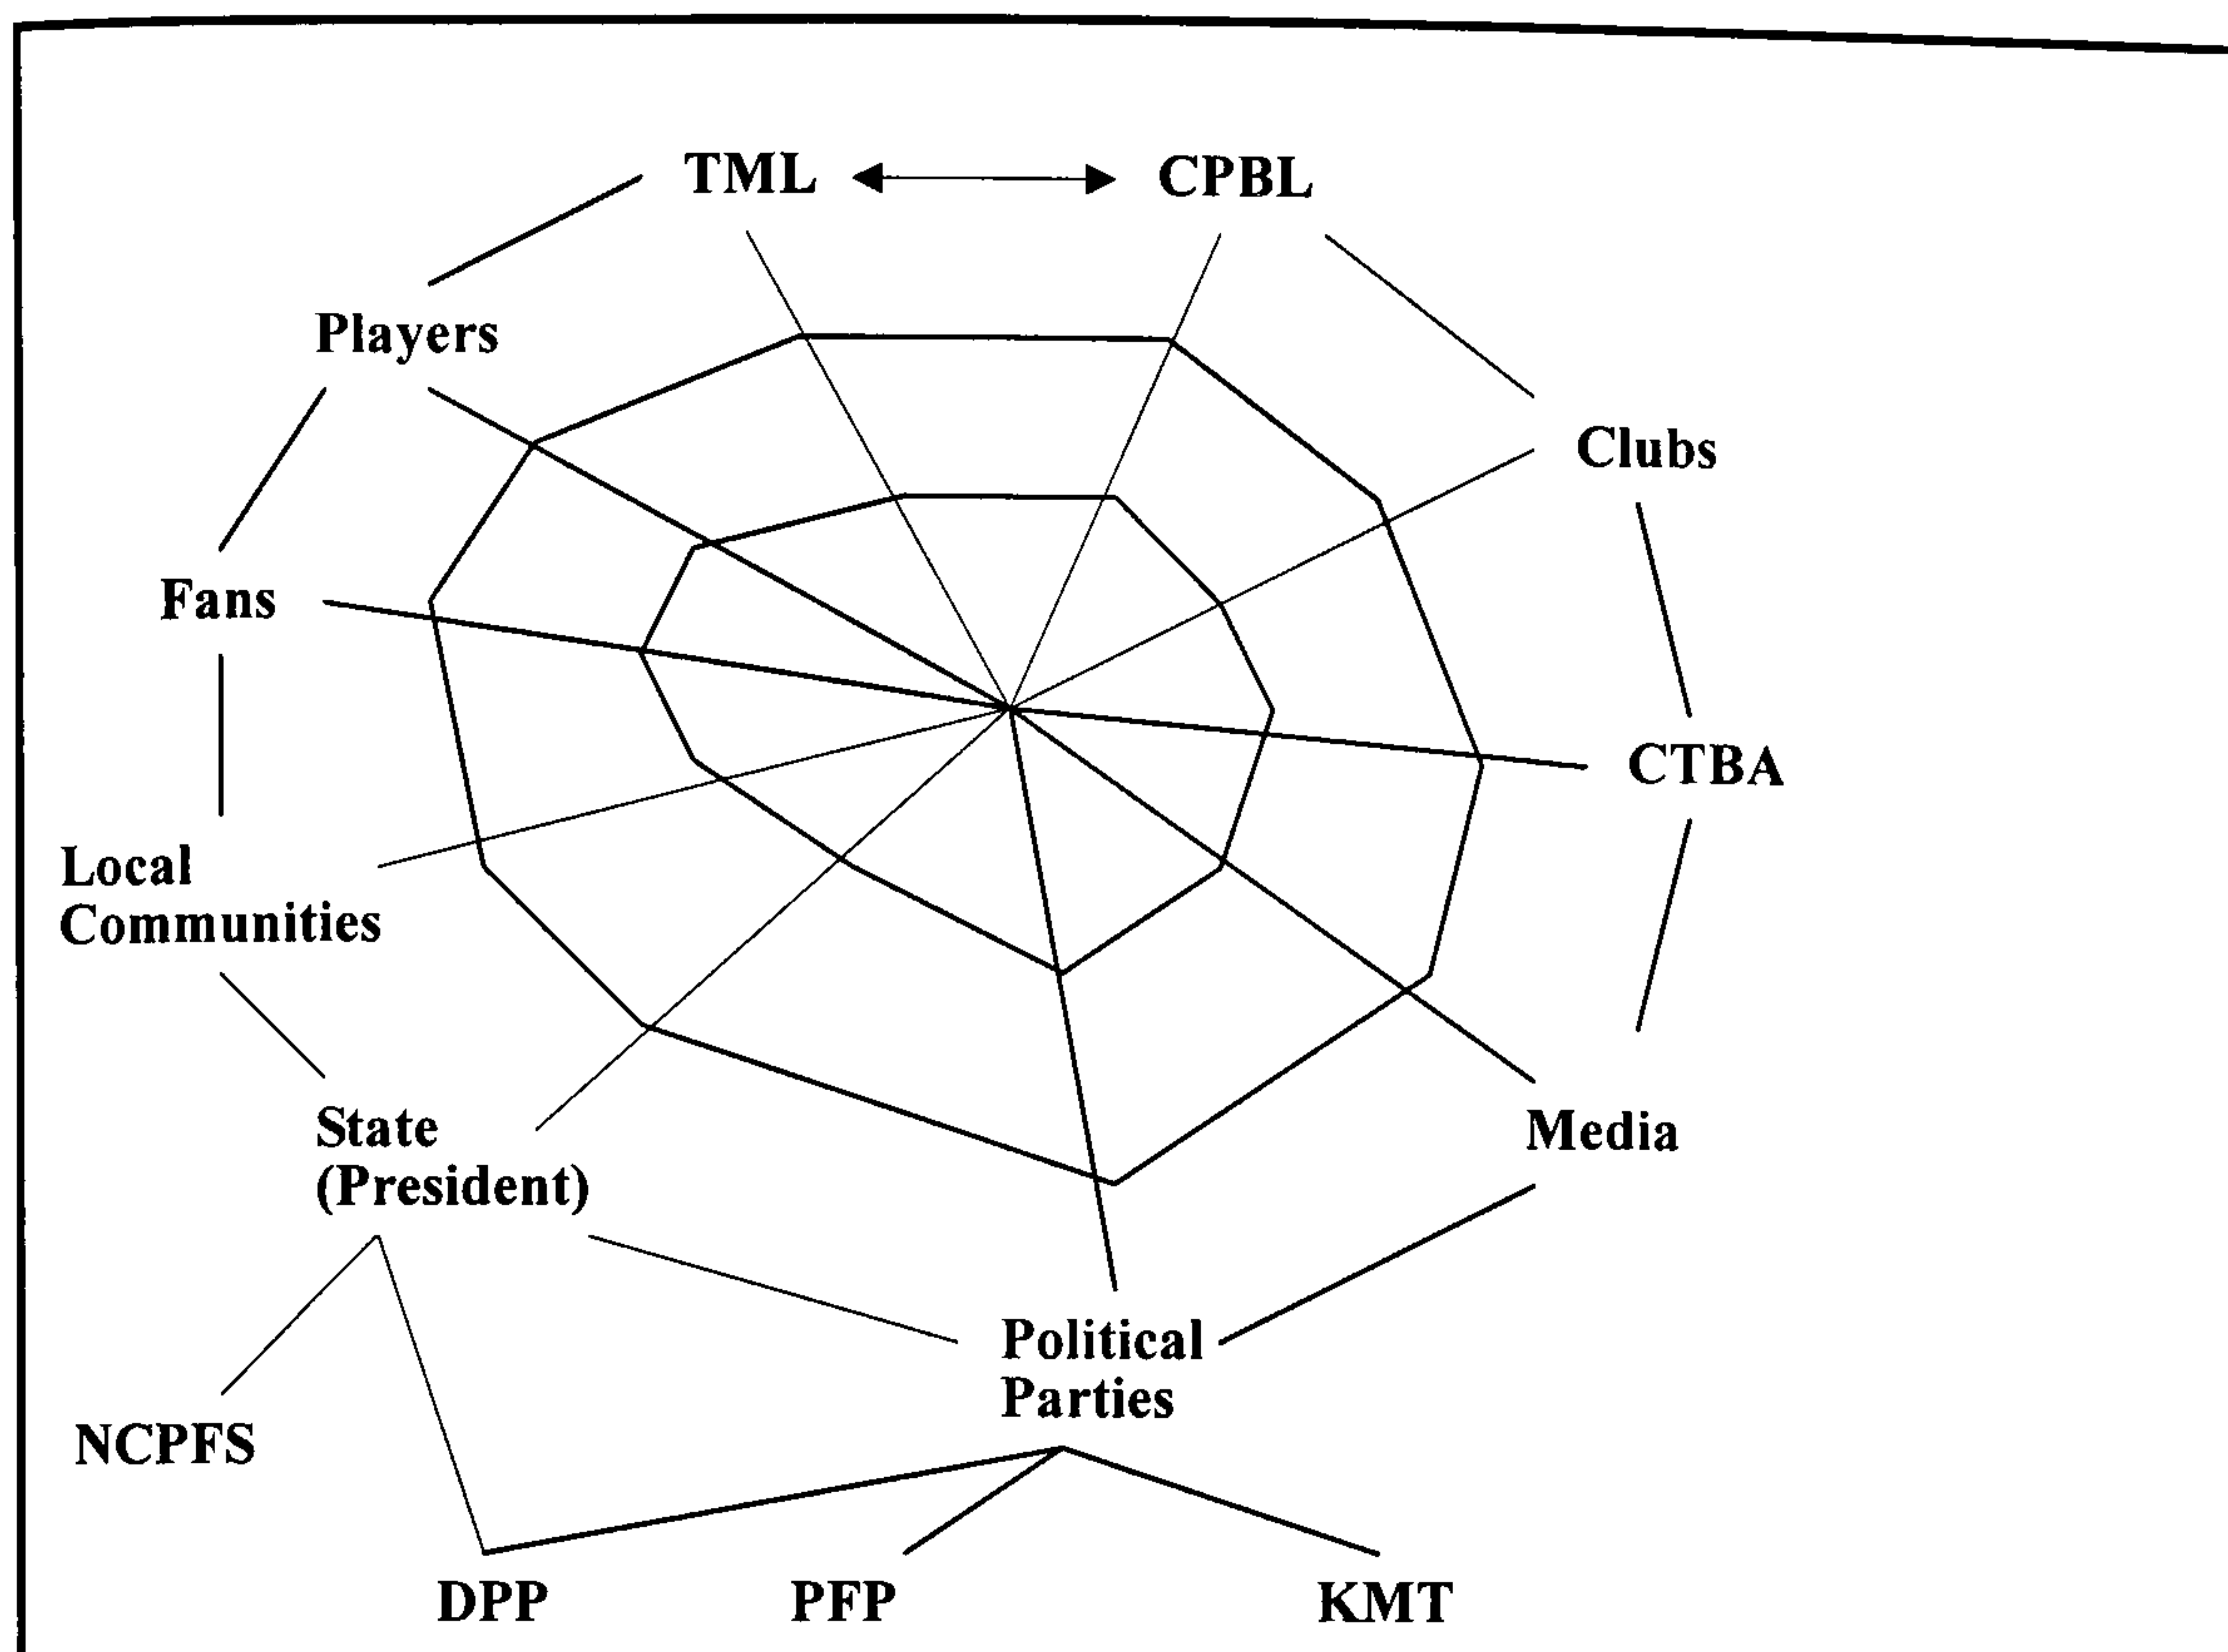 TML
CPBL
Players
Clubs
Fans
CTBA
Local
Communities
State
(President)
Media
Political
Parties
NCPFS
DPP
PFP
KMT